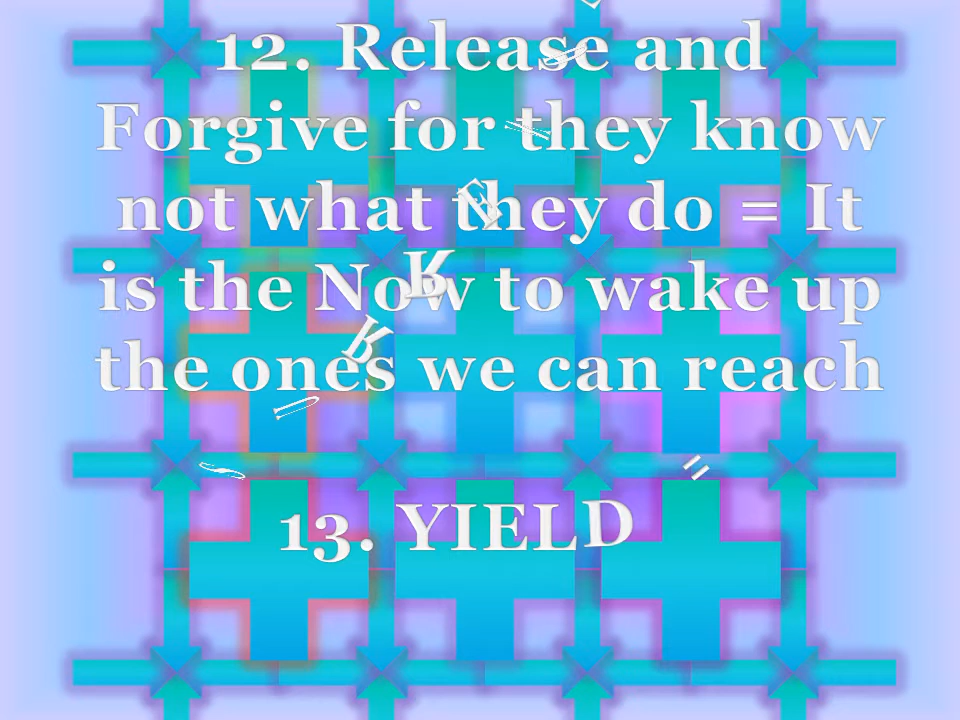 12. Release and
Forgive for they know
not what they do = It
is the Now to wake up
the ones we can reach
13. YIELD =